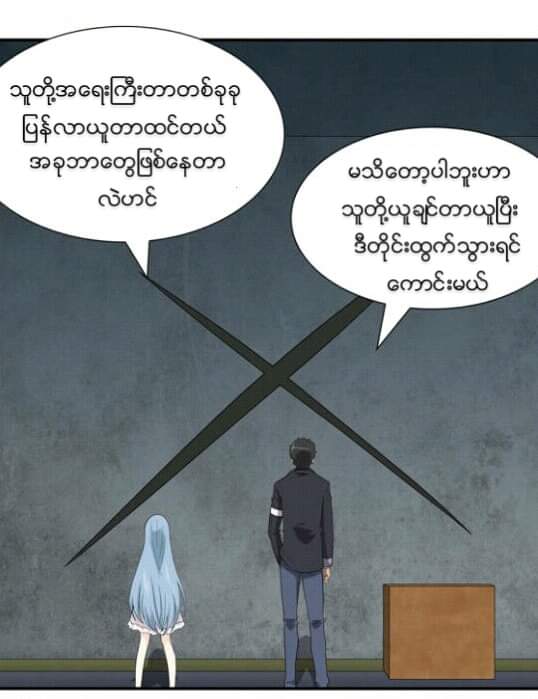 သူတို့အရေးကြီးတာတစ်ခုခု
ပြန်လာယူတာထင်တယ်
အခုဘာတွေဖြစ်နေတာ
လဲဟင်
မသိတော့ပါဘူးဟာ
သူတို့ယူချင်တာယူပြီး
ဒီတိုင်းထွက်သွားရင်
ကောင်းမယ်